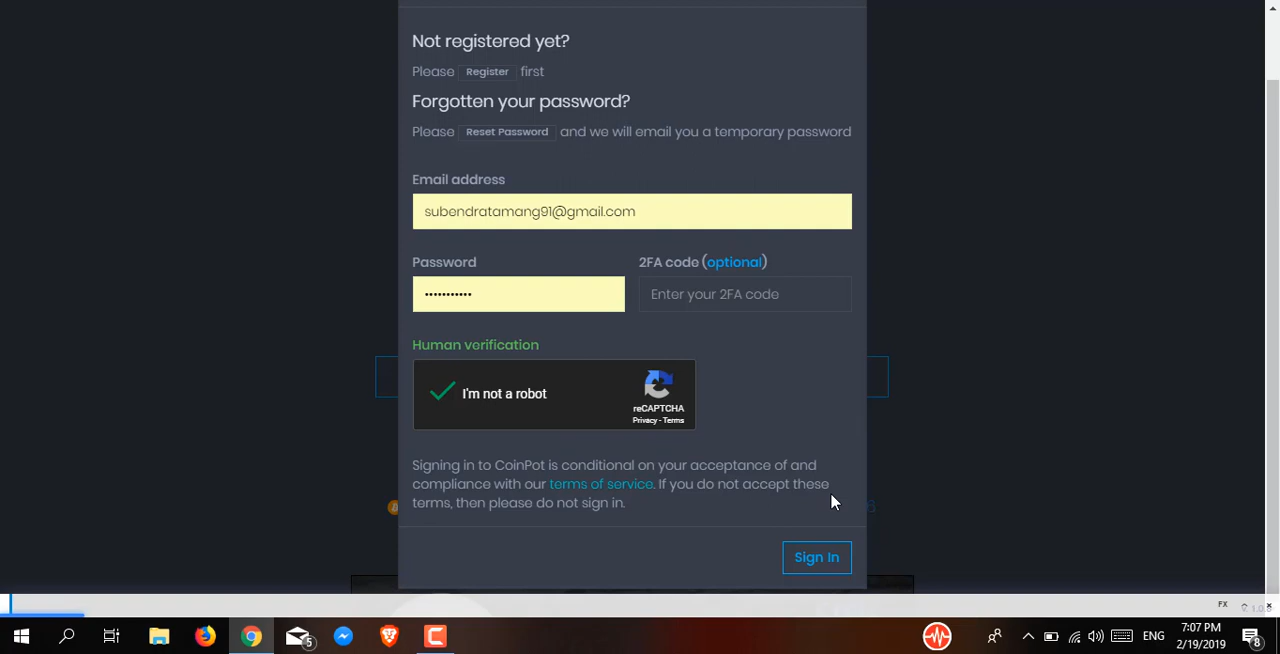 Not registered yet?
Please Register first
Forgotten your password?
Please Reset Password and we will email you a temporary password
Email address
subendratamang91@gmail.com
Password
2FA code (optional)
•••••••••••
Enter your 2FA code
Human verification
I'm not a robot
reCAPTCHA
Privacy - Terms
Signing in to CoinPot is conditional on your acceptance of and
compliance with our terms of service. If you do not accept these
terms, then please do not sign in.
Sign In
FX
5
ENG
7:07 PM
2/19/2019
8